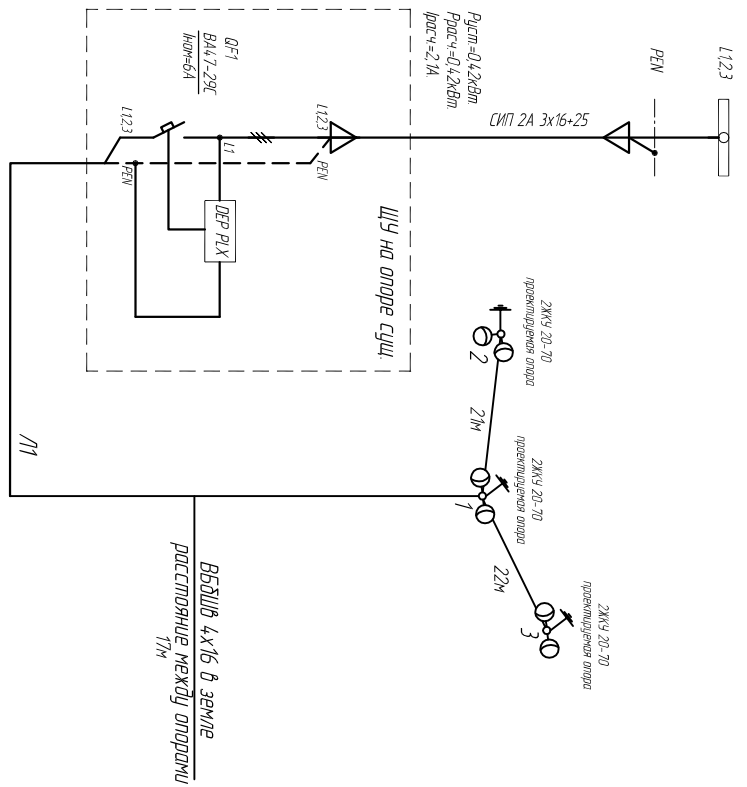 L1,2,3
PEN
СИП 2А 3х16+25
Руст.=0,42кВт.
Ррасч.=0,42кВт.
Iрасч.=2,1А.
QF1
ВА47-29С
Iном=6А
L1,2,3
L1,2,3
PEN
L1
PEN
DEP PLX
ЩУ на опоре сущ.
2ЖКУ 20-70
проектируемая опора
2
21м
2ЖКУ 20-70
проектируемая опора
1
22м
2ЖКУ 20-70
проектируемая опора
3
Л1
ВБбШв 4х16 в земле
расстояние между опорами
17м